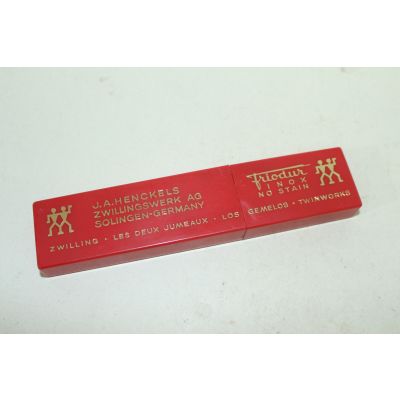 J.A. HENCKELS
ZWILLINGSWERK AG
SOLINGEN-GERMANY
friodur
INOX
NO STAIN
ZWILLING • LES DEUX JUMEAUX • LOS GEMELOS • TWINWORKS